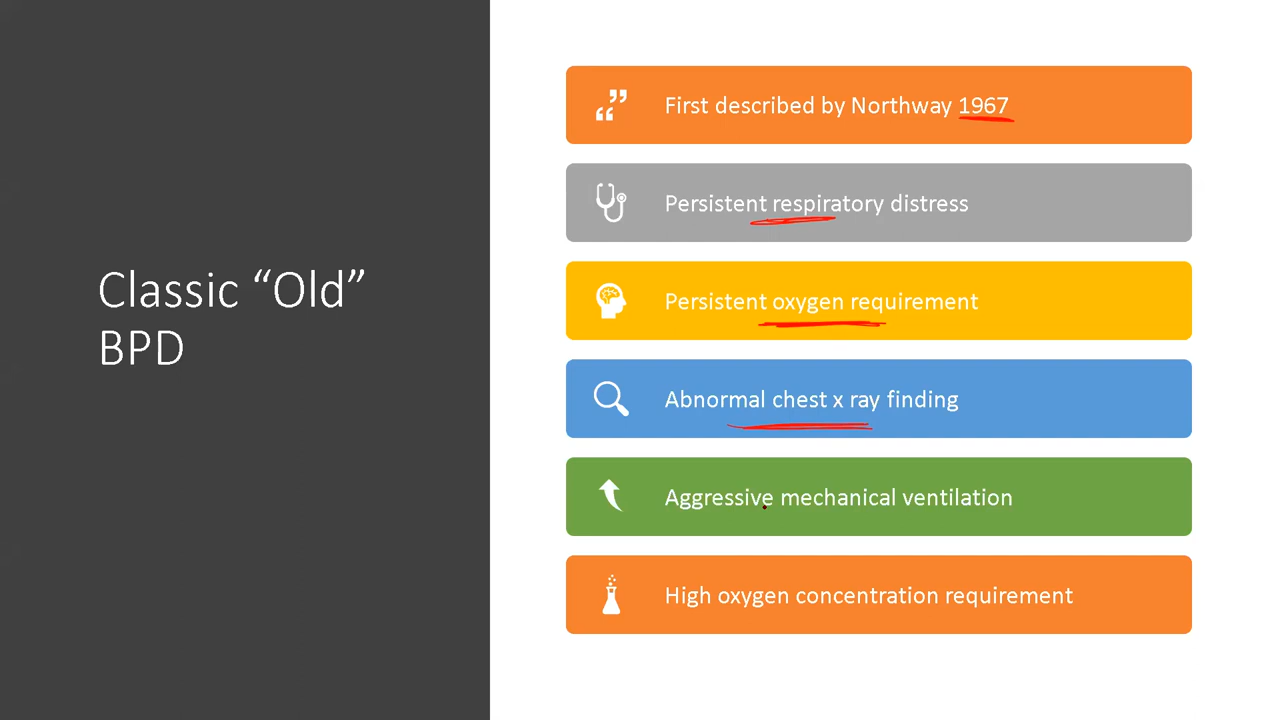 Classic “Old”
BPD
First described by Northway 1967
Persistent respiratory distress
Persistent oxygen requirement
Abnormal chest x ray finding
Aggressive mechanical ventilation
High oxygen concentration requirement